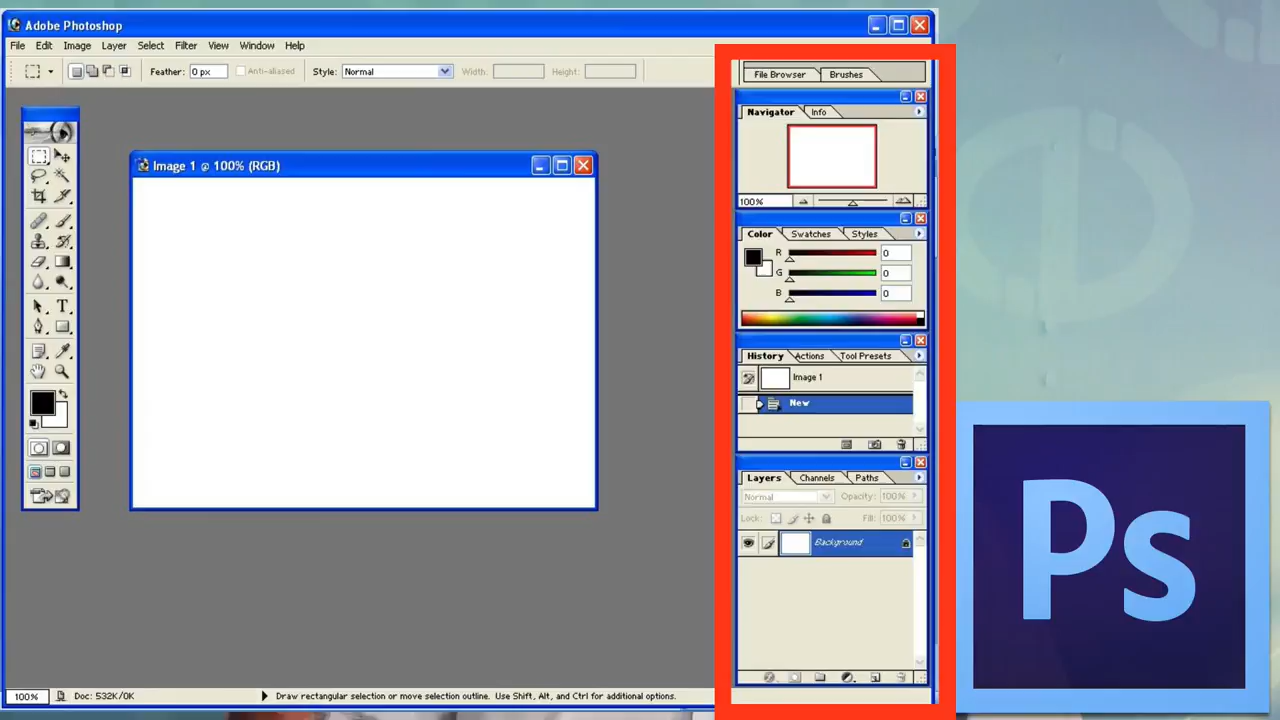 Adobe Photoshop
File Edit Image Layer Select Filter View Window Help
Feather: 0 px Anti-aliased Style: Normal Width: Height:
File Browser Brushes
Navigator Info
100%
Color Swatches Styles
R 0
G 0
B 0
History Actions Tool Presets
Image 1
New
Layers Channels Paths
Normal Opacity: 100%
Lock: Fill: 100%
Background
Image 1 @ 100% (RGB)
T
100% Doc: 532K/0K Draw rectangular selection or move selection outline. Use Shift, Alt, and Ctrl for additional options.
Ps